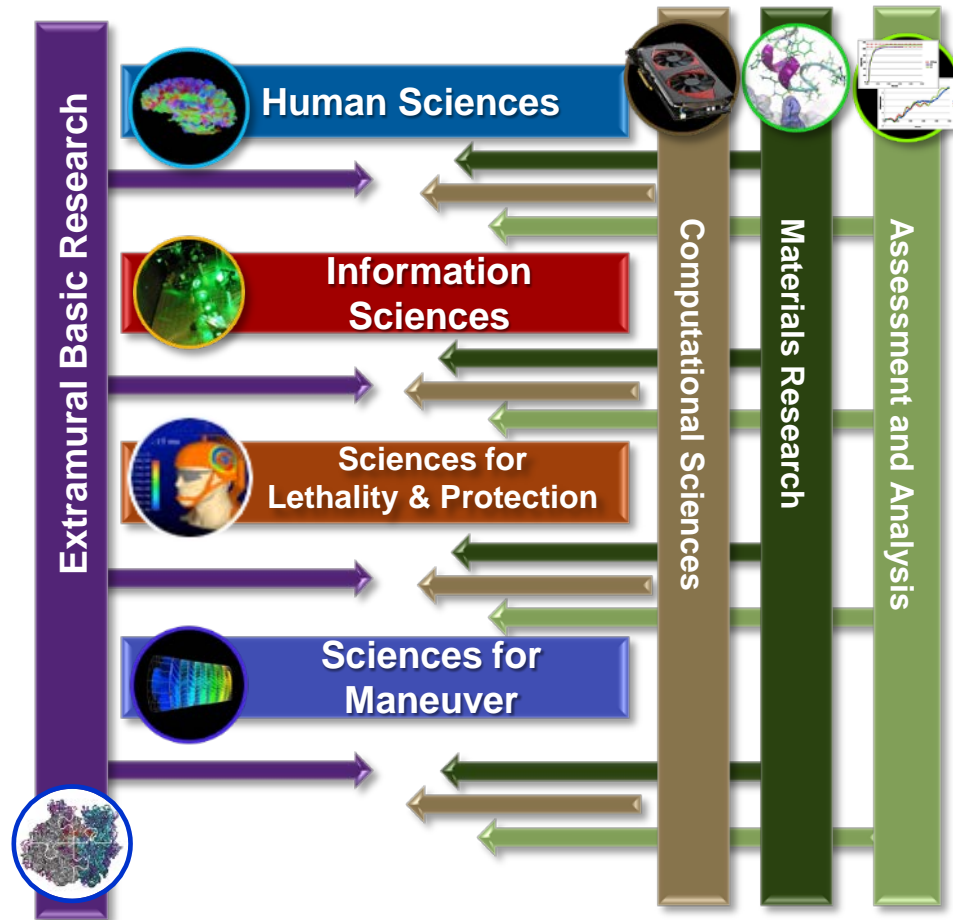 Extramural Basic Research
Human Sciences
Information
Sciences
Sciences for
Lethality & Protection
Sciences for
Maneuver
Computational Sciences
Materials Research
Assessment and Analysis